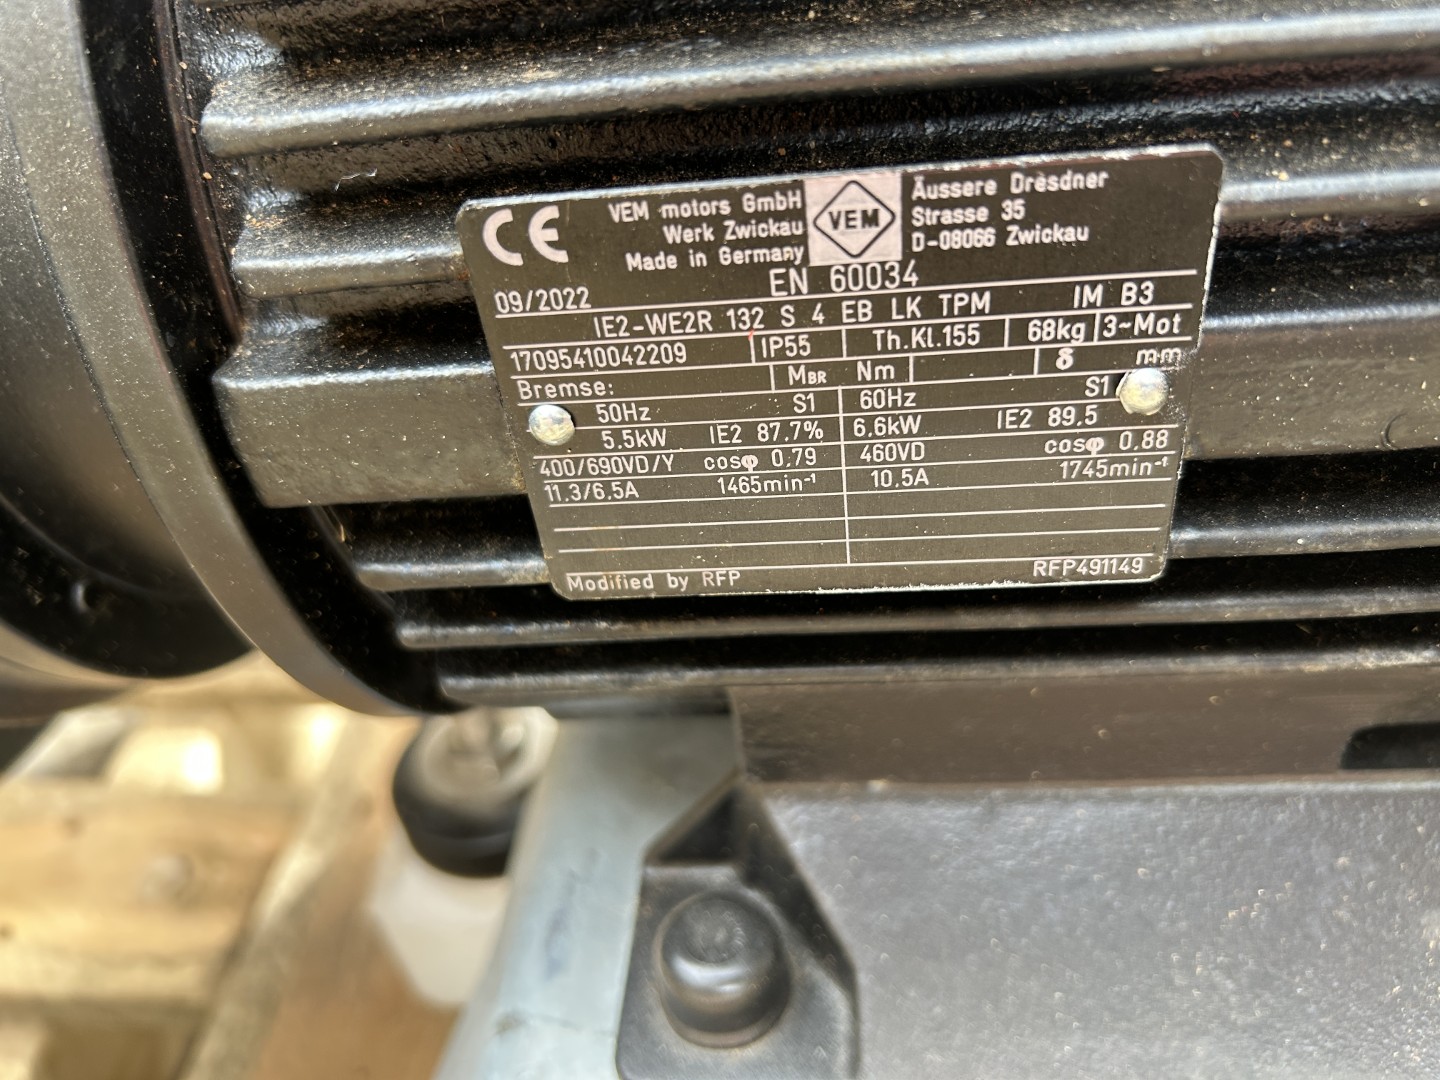 CE
VEM motors GmbH
Werk Zwickau
Made in Germany
VEM
Äussere Dresdner
Strasse 35
D-08066 Zwickau
09/2022 EN 60034
IE2-WE2R 132 S 4 EB LK TPM IM B3
17095410042209 IP55 Th.Kl.155 68kg 3~Mot
Bremse: MBR Nm δ mm
50Hz S1 60Hz S1
5.5kW IE2 87.7% 6,6kW IE2 89.5
400/690VD/Y cosφ 0.79 460VD cosφ 0.88
11.3/6.5A 1465min⁻¹ 10.5A 1745min⁻¹
Modified by RFP RFP491149